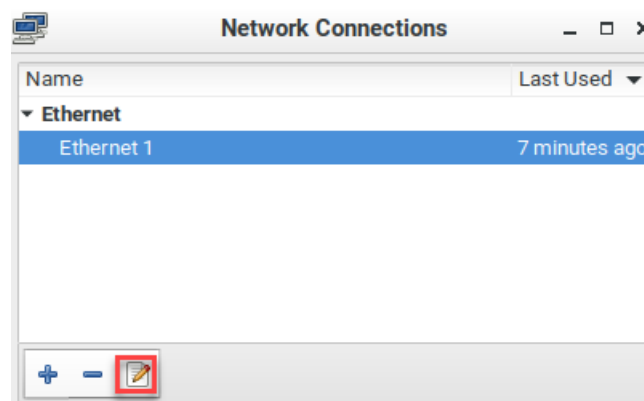 Network Connections
Name Last Used
Ethernet
Ethernet 1 7 minutes ago